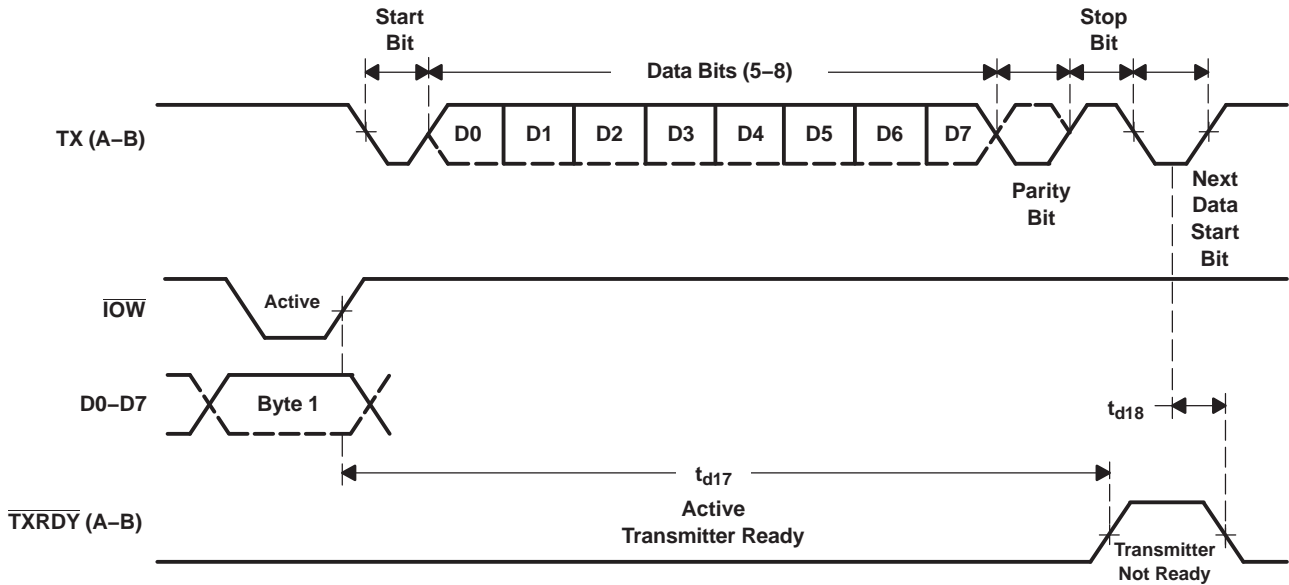 Start
Bit
Stop
Bit
Data Bits (5–8)
TX (A–B)
D0
D1
D2
D3
D4
D5
D6
D7
Parity
Bit
Next
Data
Start
Bit
IOW
Active
D0–D7
Byte 1
td18
td17
TXRDY (A–B)
Active
Transmitter Ready
Transmitter
Not Ready